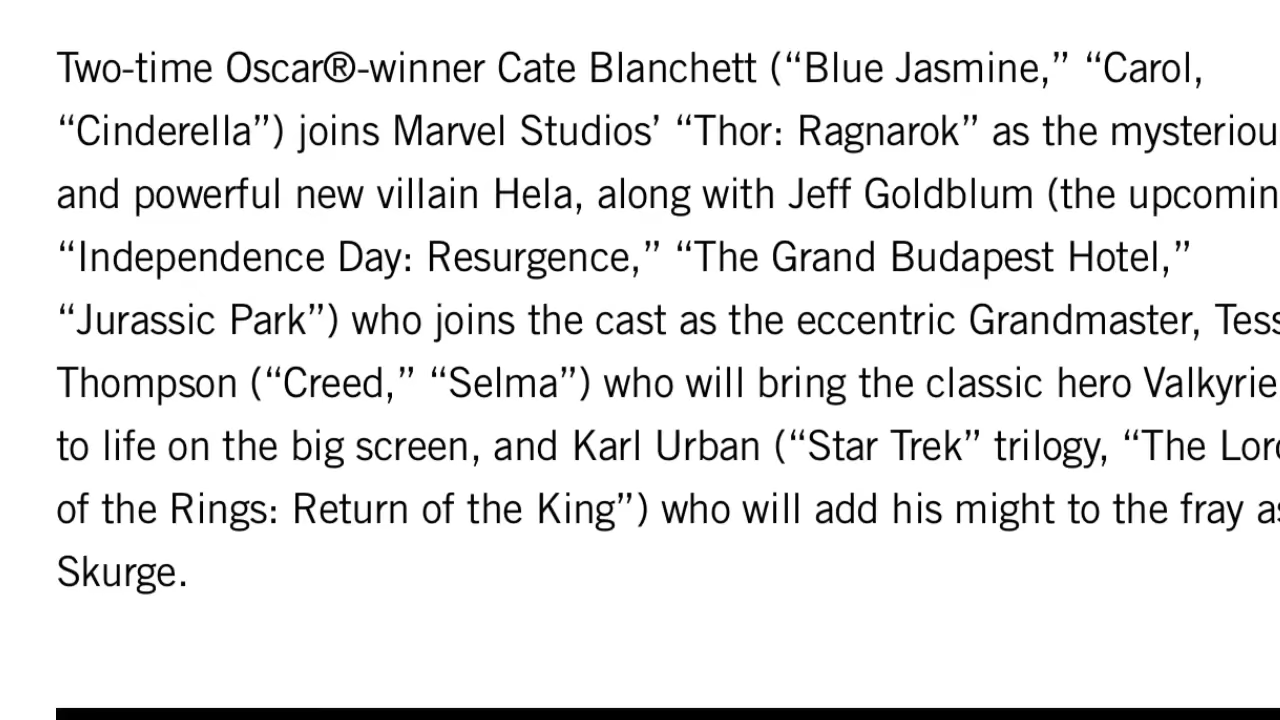 Two-time Oscar®-winner Cate Blanchett (“Blue Jasmine,” “Carol,
“Cinderella”) joins Marvel Studios’ “Thor: Ragnarok” as the mysteriou
and powerful new villain Hela, along with Jeff Goldblum (the upcomin
“Independence Day: Resurgence,” “The Grand Budapest Hotel,”
“Jurassic Park”) who joins the cast as the eccentric Grandmaster, Tess
Thompson (“Creed,” “Selma”) who will bring the classic hero Valkyrie
to life on the big screen, and Karl Urban (“Star Trek” trilogy, “The Lord
of the Rings: Return of the King”) who will add his might to the fray as
Skurge.